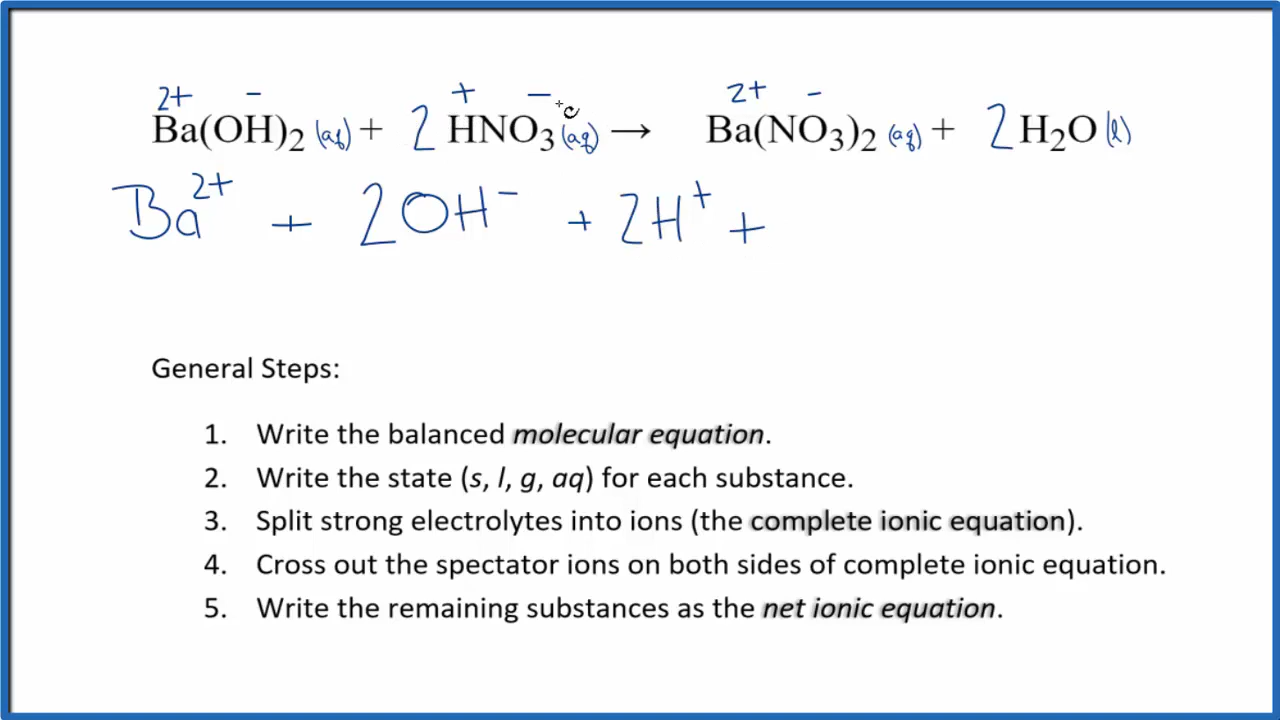 2+ - + - 2+ -
Ba(OH)₂ (aq) + 2 HNO₃ (aq) → Ba(NO₃)₂ (aq) + 2 H₂O (l)
Ba²⁺ + 2OH⁻ + 2H⁺ +
General Steps:
1. Write the balanced molecular equation.
2. Write the state (s, l, g, aq) for each substance.
3. Split strong electrolytes into ions (the complete ionic equation).
4. Cross out the spectator ions on both sides of complete ionic equation.
5. Write the remaining substances as the net ionic equation.